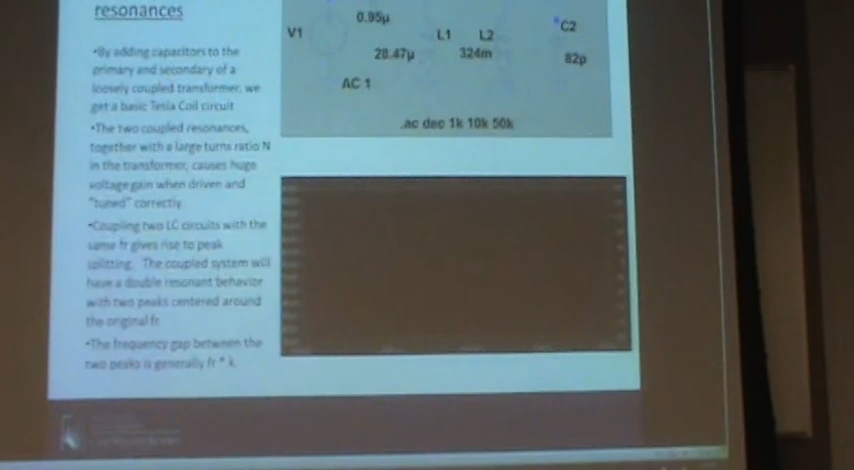 resonances
•By adding capacitors to the
primary and secondary of a
loosely coupled transformer, we
get a basic Tesla Coil circuit
•The two coupled resonances,
together with a large turns ratio N
in the transformer, causes huge
voltage gain when driven and
"tuned" correctly
•Coupling two LC circuits with the
same fr gives rise to peak
splitting. The coupled system will
have a double resonant behavior
with two peaks centered around
the original fr.
•The frequency gap between the
two peaks is generally fr * k.
V1
0.95µ
28.47µ
AC 1
L1 L2
324m
C2
82p
.ac dec 1k 10k 50k